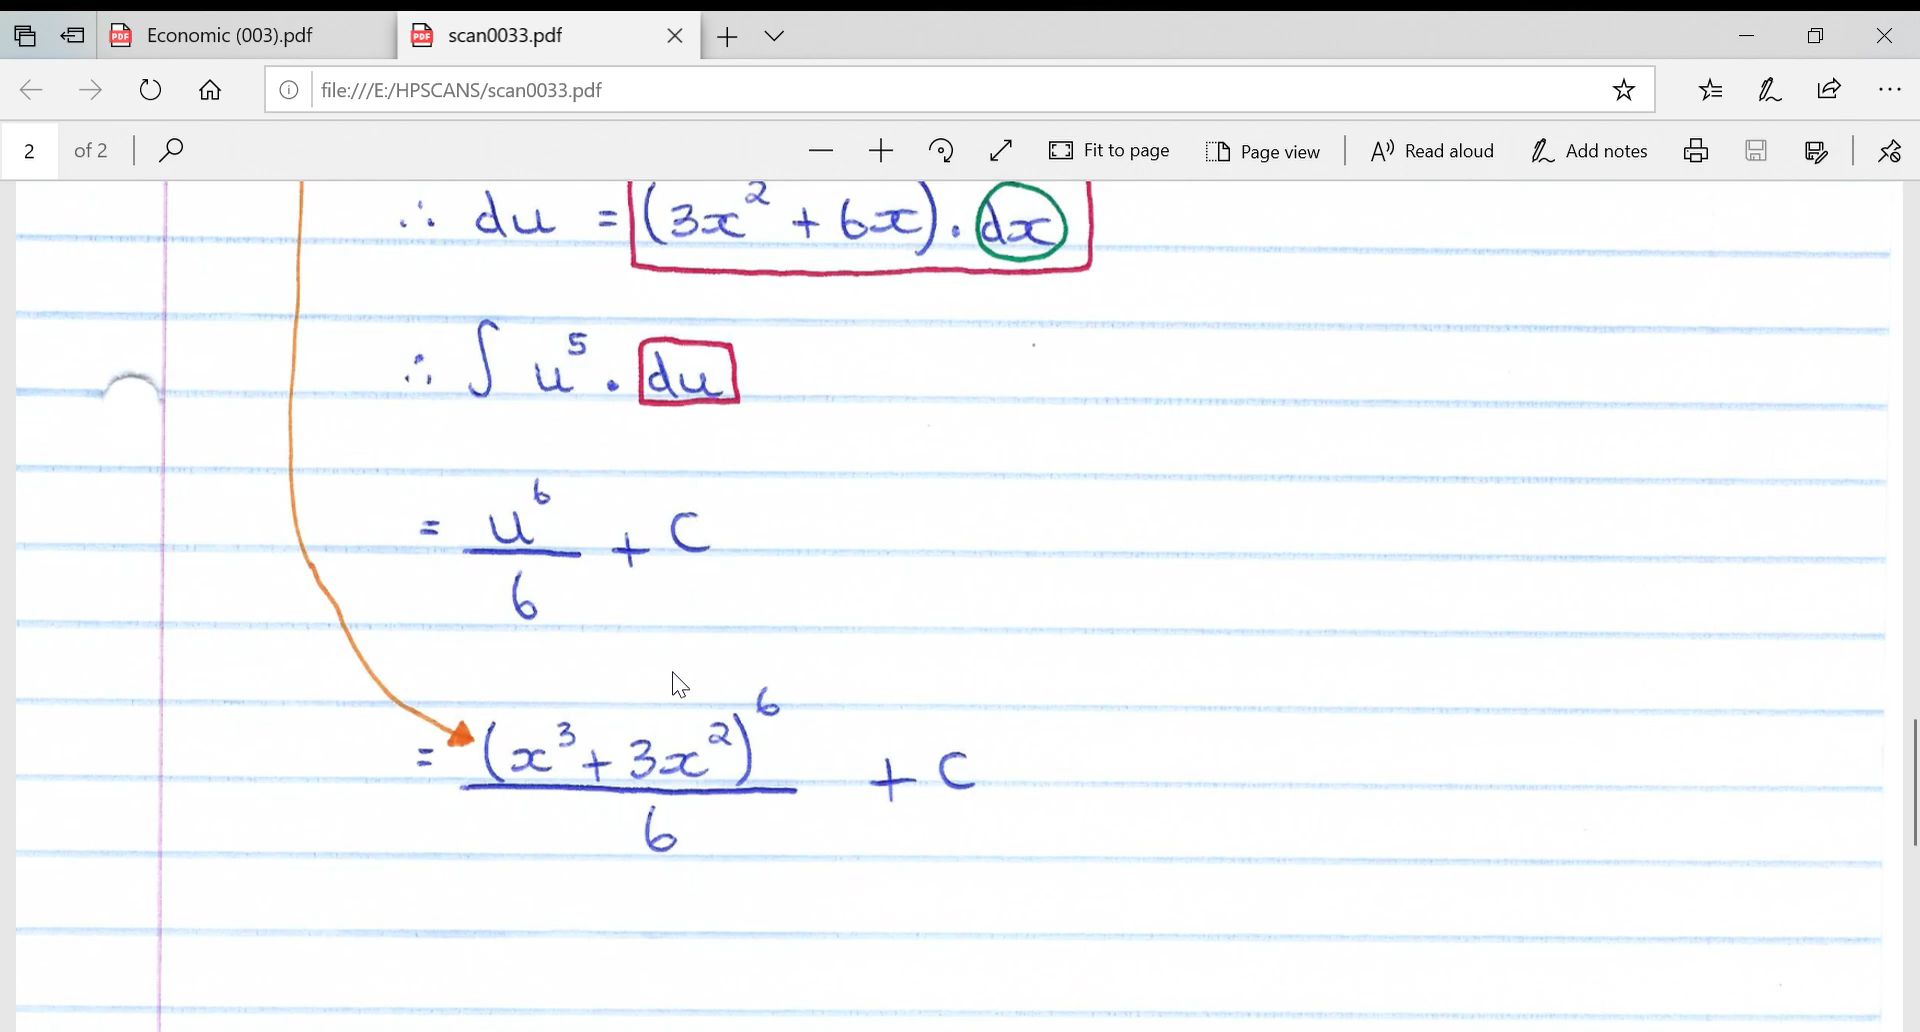 Economic (003).pdf
scan0033.pdf
file:///E:/HPSCANS/scan0033.pdf
2 of 2
Fit to page
Page view
Read aloud
Add notes
∴ du = (3x² + 6x) . dx
∴ ∫ u⁵ . du
= u⁶/6 + C
= (x³ + 3x²)⁶/6 + C